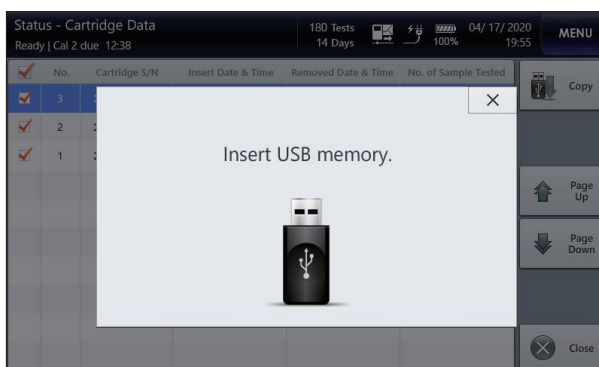 Status - Cartridge Data
Ready | Cal 2 due 12:38
180 Tests
14 Days
100%
04/ 17/ 2020
19:55
MENU
No.
Cartridge S/N
Insert Date & Time
Removed Date & Time
No. of Sample Tested
3
2
1
Insert USB memory.
Copy
Page
Up
Page
Down
Close